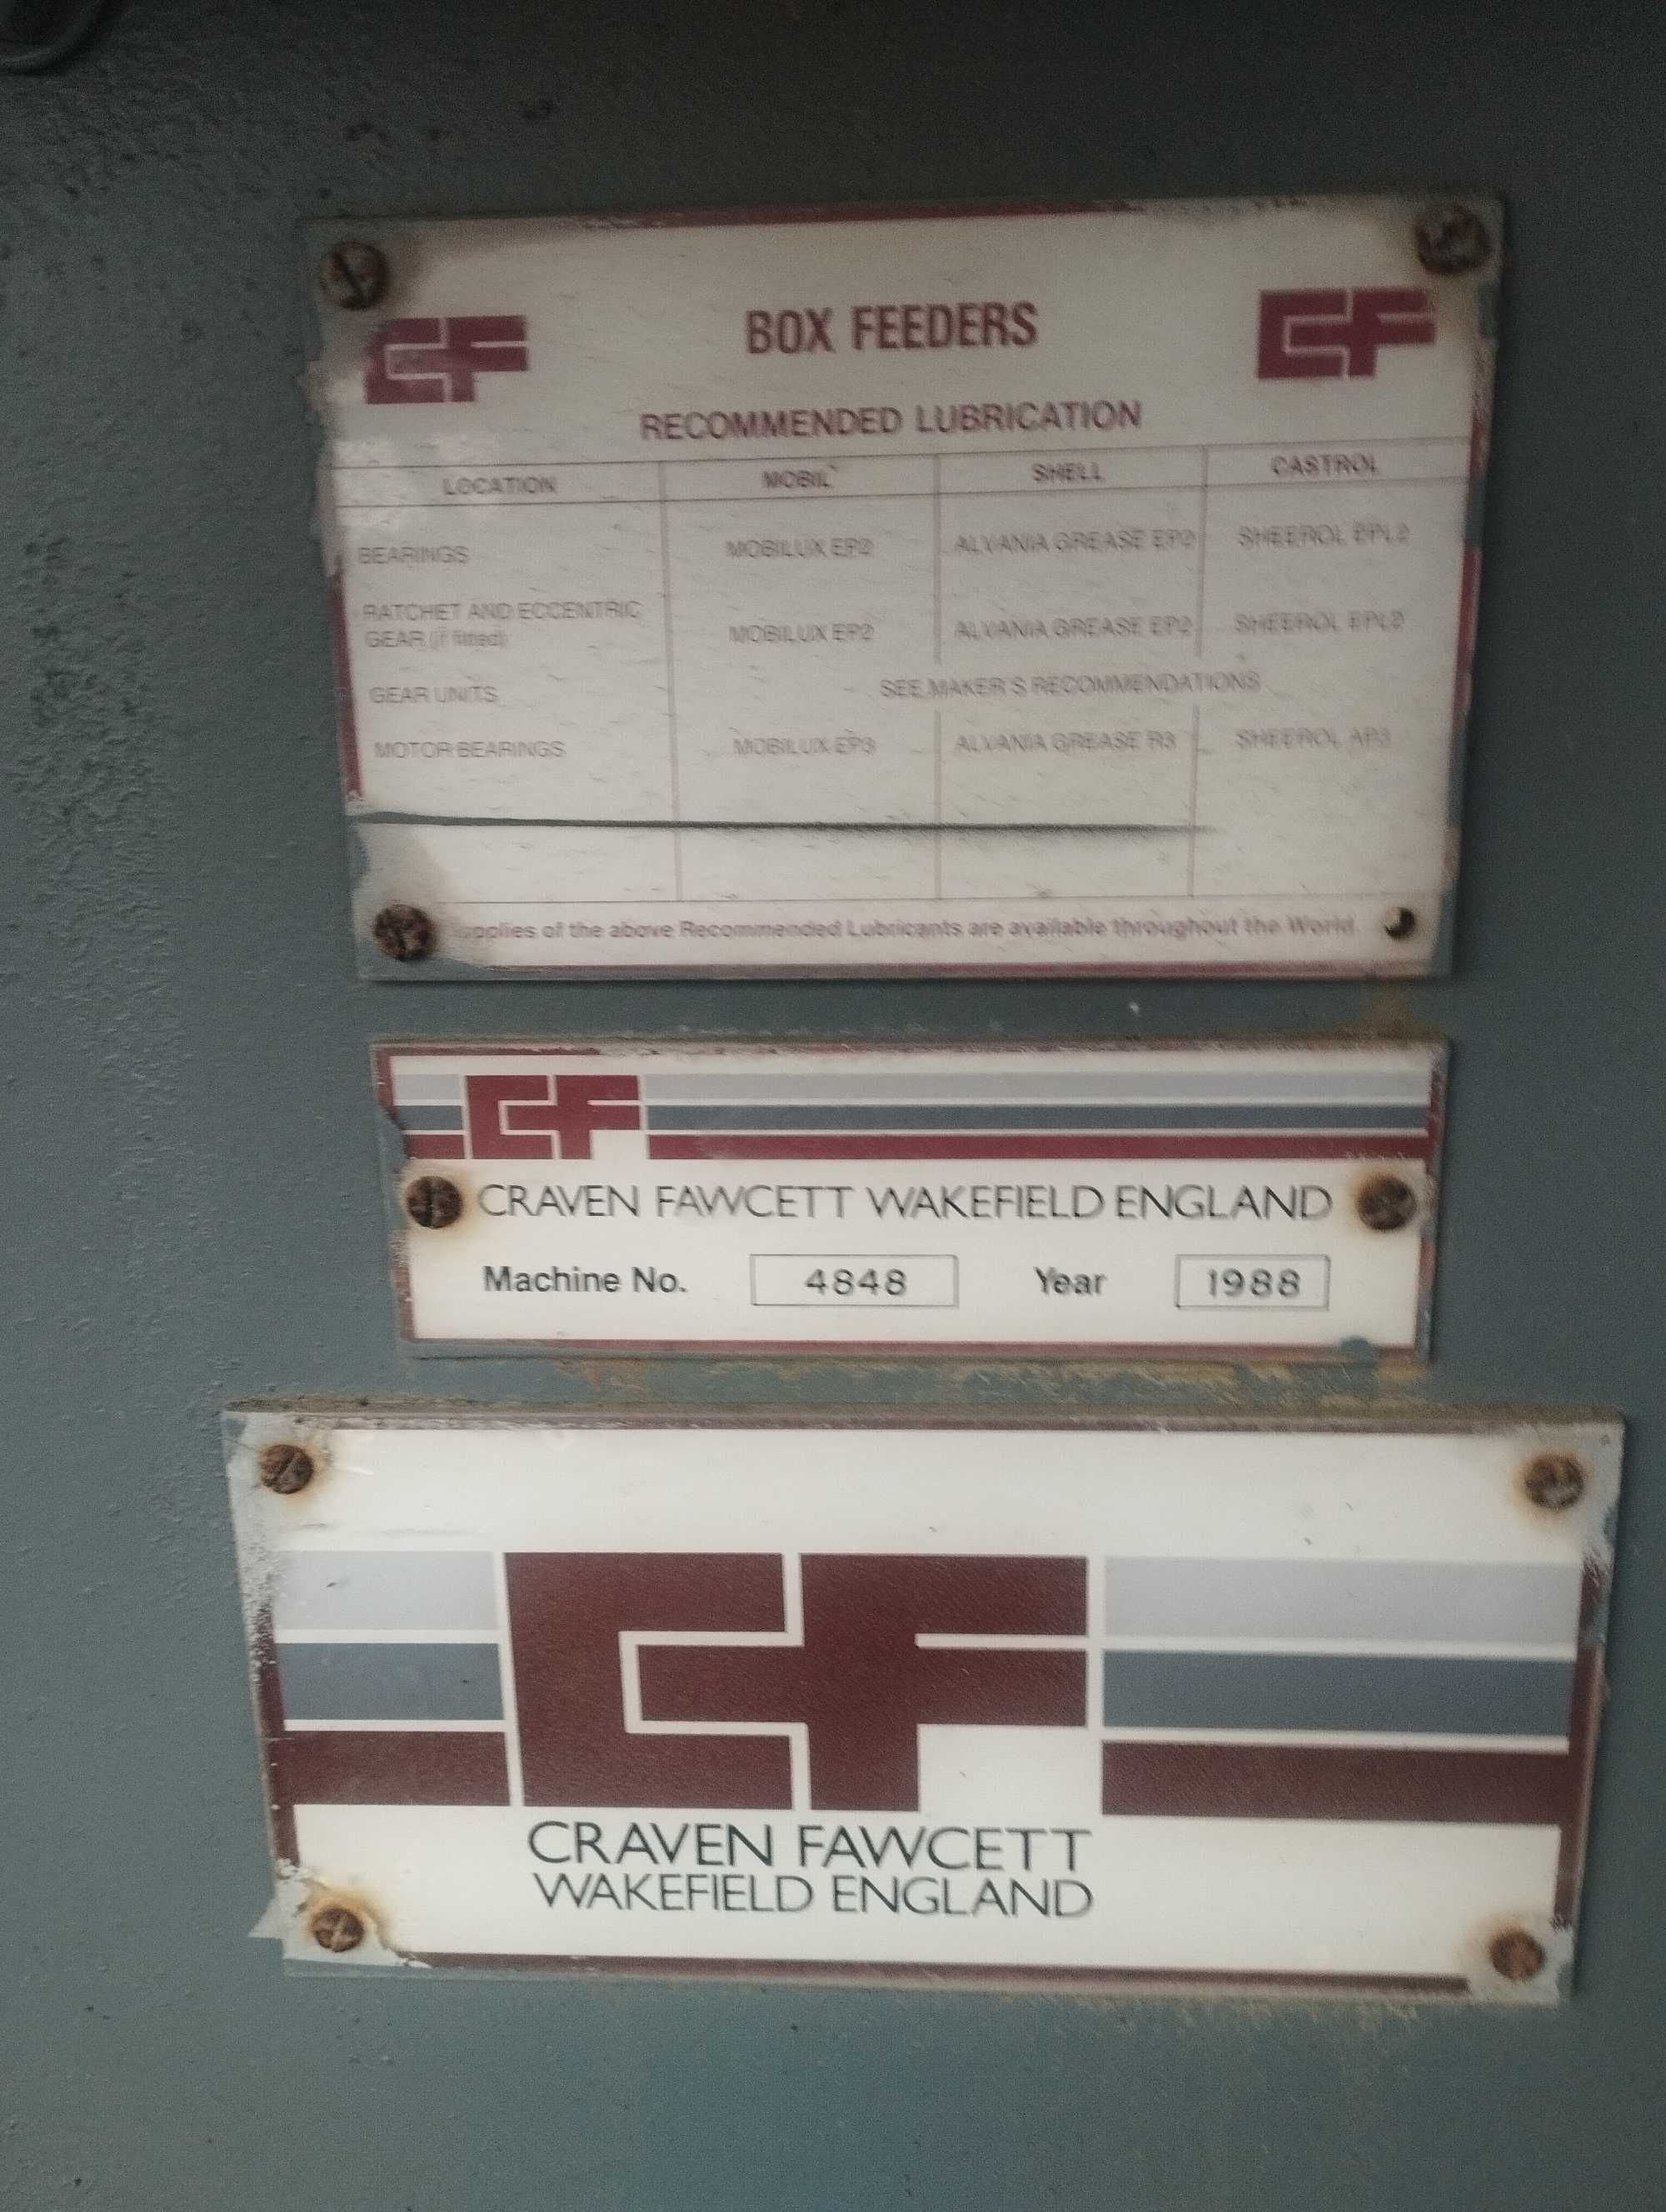 CF BOX FEEDERS CF
RECOMMENDED LUBRICATION
LOCATION MOBIL SHELL CASTROL
BEARINGS MOBILUX EP2 ALVANIA GREASE EP2 SHEEROL EPL2
RATCHET AND ECCENTRIC
GEAR (if fitted) MOBILUX EP2 ALVANIA GREASE EP2 SHEEROL EPL2
GEAR UNITS SEE MAKER'S RECOMMENDATIONS
MOTOR BEARINGS MOBILUX EP3 ALVANIA GREASE R3 SHEEROL AP3
upplies of the above Recommended Lubricants are available throughout the World.
CF
CRAVEN FAWCETT WAKEFIELD ENGLAND
Machine No. 4848 Year 1988
CF
CRAVEN FAWCETT
WAKEFIELD ENGLAND